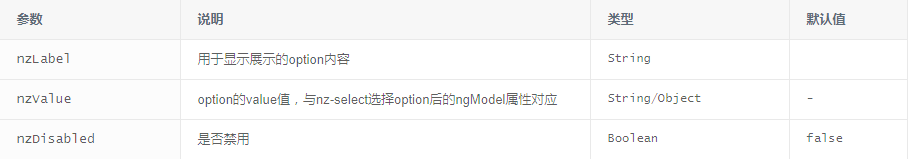 参数 说明 类型 默认值
nzLabel 用于显示展示的option内容 String
nzValue option的value值，与nz-select选择option后的ngModel属性对应 String/Object -
nzDisabled 是否禁用 Boolean false